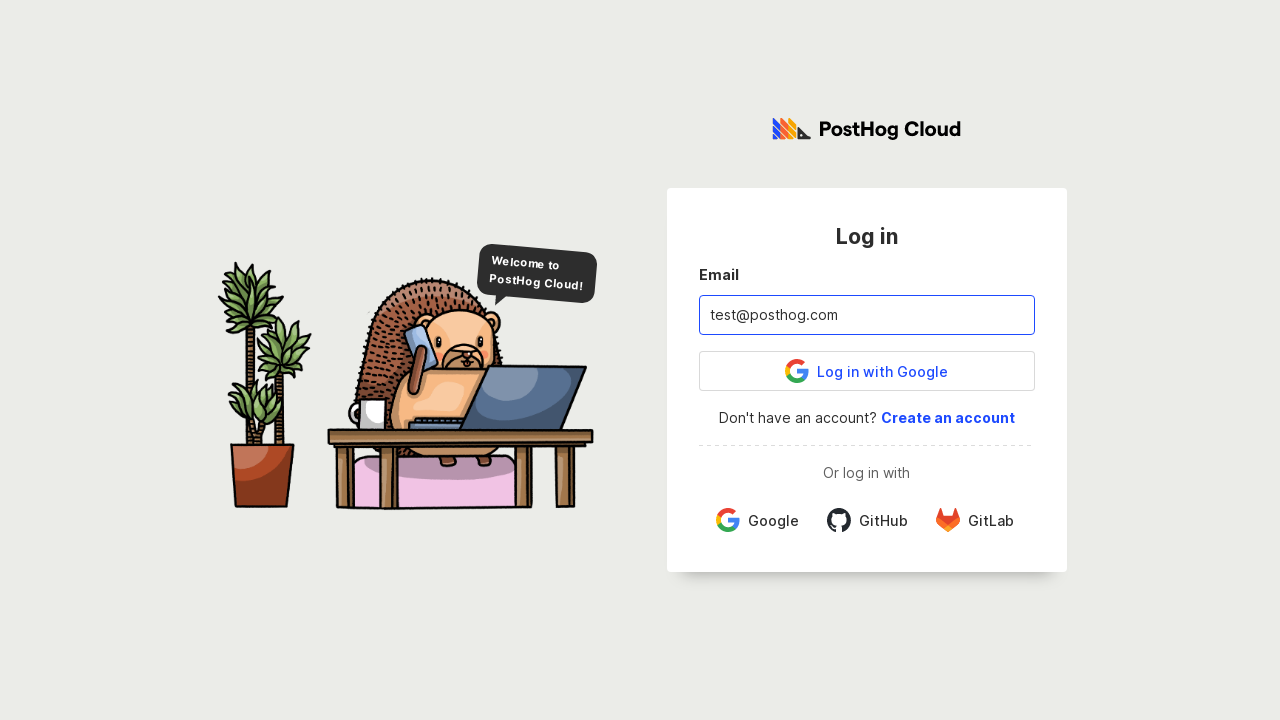 PostHog Cloud
Welcome to
PostHog Cloud!
Log in
Email
test@posthog.com
Log in with Google
Don't have an account? Create an account
Or log in with
Google GitHub GitLab